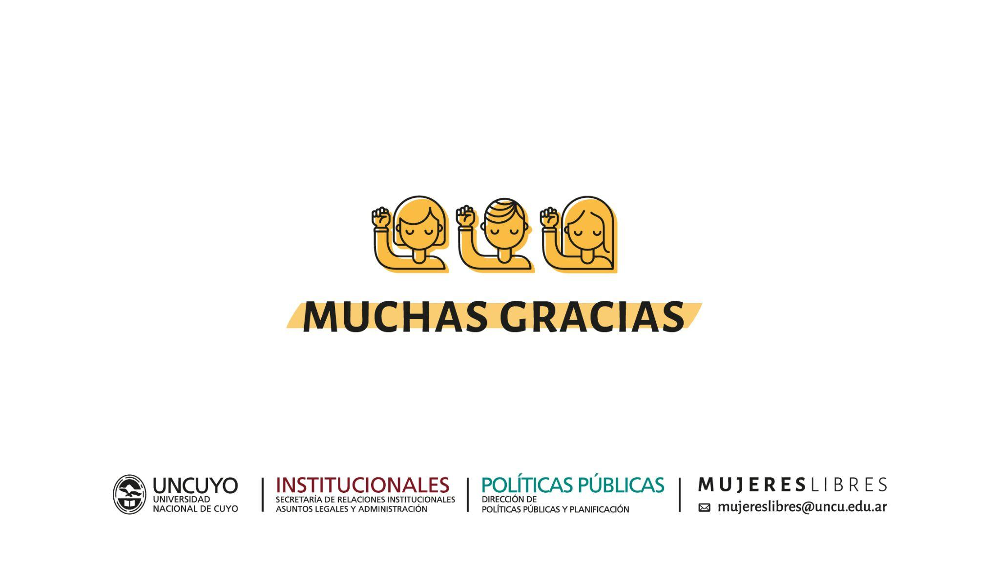 MUCHAS GRACIAS
UNCUYO
UNIVERSIDAD
NACIONAL DE CUYO
INSTITUCIONALES
SECRETARÍA DE RELACIONES INSTITUCIONALES
ASUNTOS LEGALES Y ADMINISTRACIÓN
POLÍTICAS PÚBLICAS
DIRECCIÓN DE
POLÍTICAS PÚBLICAS Y PLANIFICACIÓN
MUJERESLIBRES
mujereslibres@uncu.edu.ar